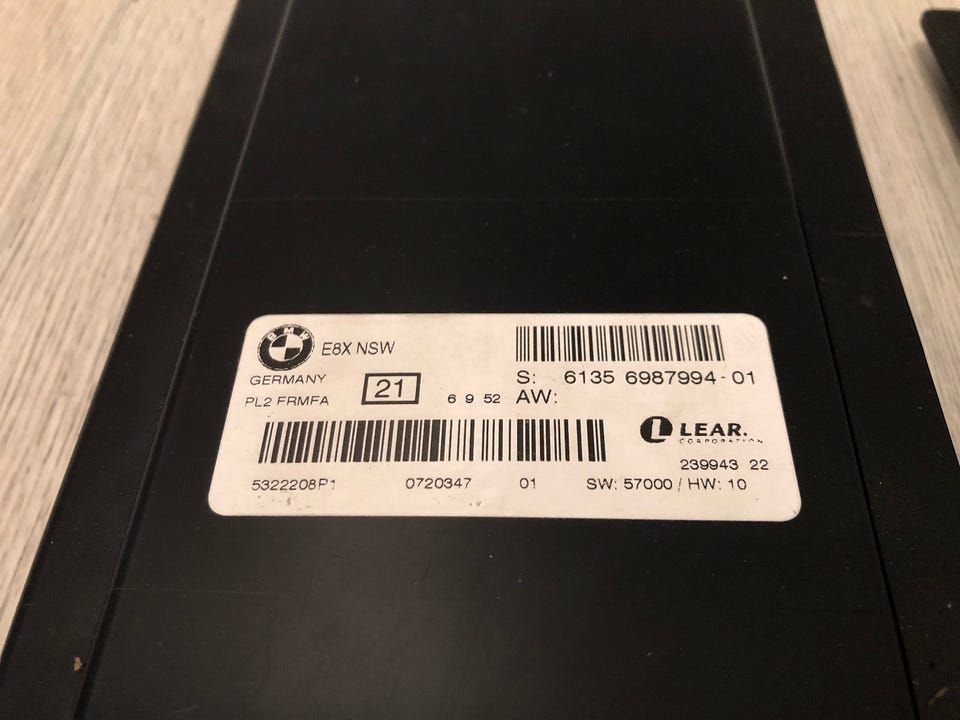 BMW
E8X NSW
GERMANY
PL2 FRMFA
21
6 9 52
S: 6135 6987994-01
AW:
L LEAR.
CORPORATION
239943 22
5322208P1 0720347 01 SW: 57000 / HW: 10